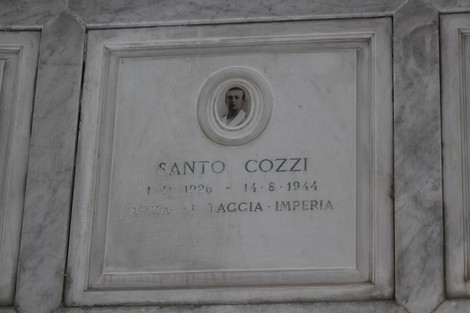 SANTO COZZI
1926 - 14·8·1944
TAGGIA·IMPERIA